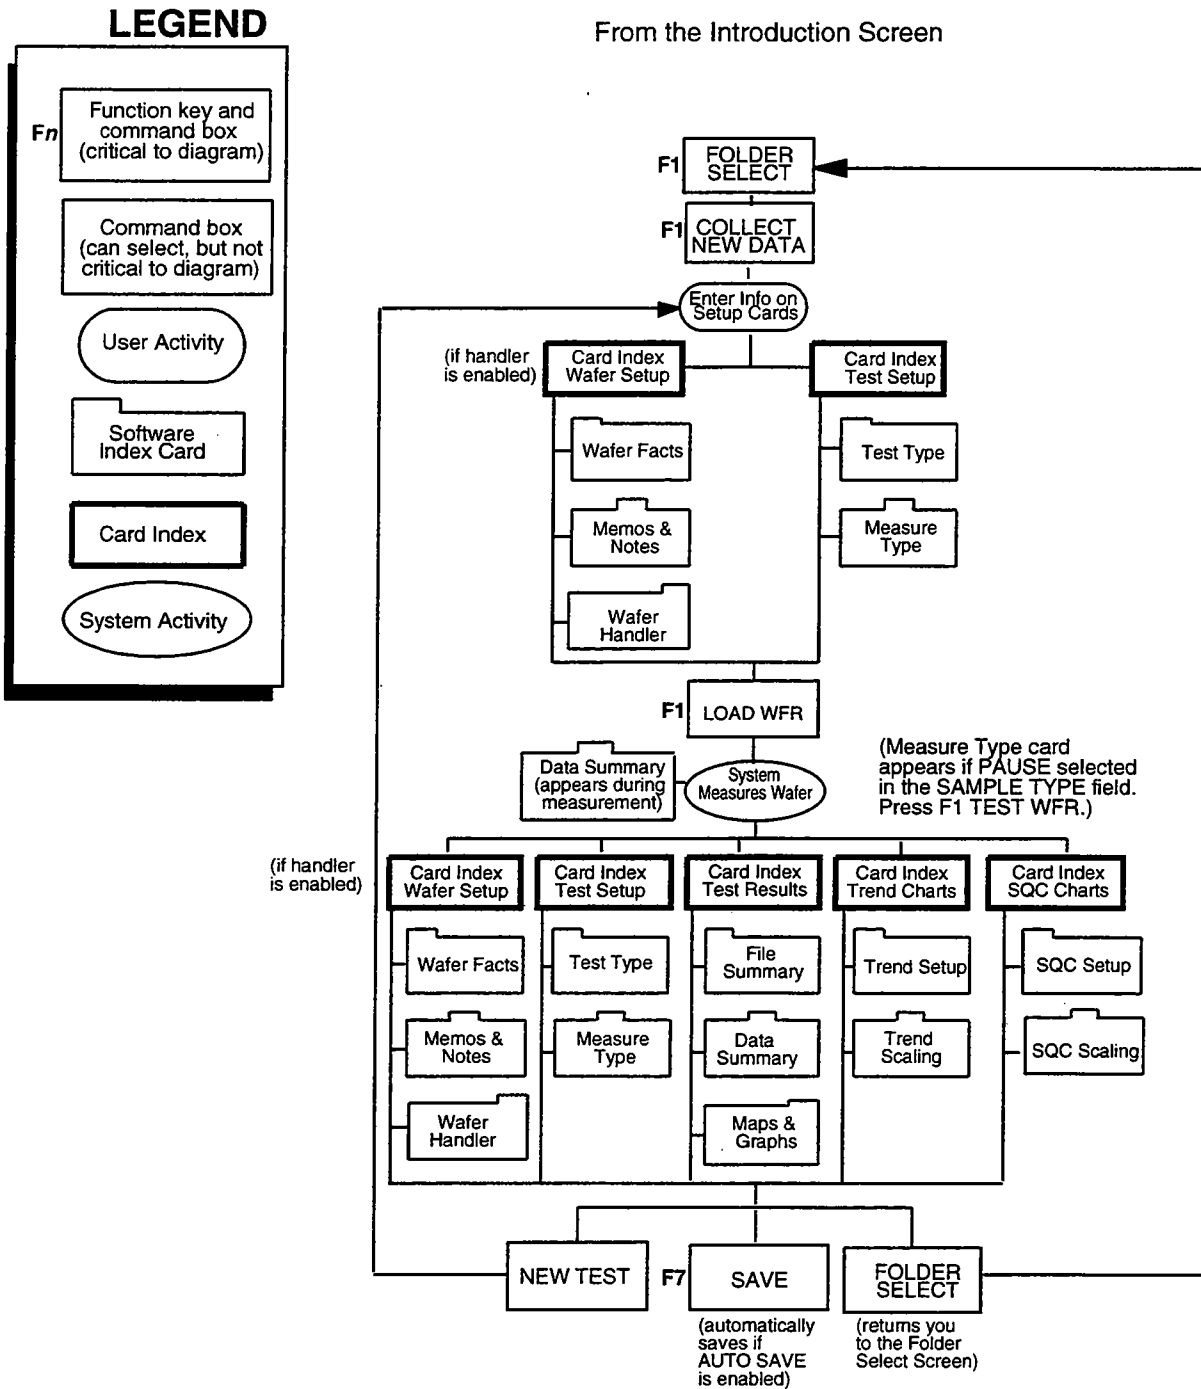 LEGEND
Fn
Function key and
command box
(critical to diagram)
Command box
(can select, but not
critical to diagram)
User Activity
Software
Index Card
Card Index
System Activity
From the Introduction Screen
F1
FOLDER
SELECT
F1
COLLECT
NEW DATA
Enter Info on
Setup Cards
(if handler
is enabled)
Card Index
Wafer Setup
Card Index
Test Setup
Wafer Facts
Test Type
Memos &
Notes
Measure
Type
Wafer
Handler
F1
LOAD WFR
Data Summary
(appears during
measurement)
System
Measures Wafer
(Measure Type card
appears if PAUSE selected
in the SAMPLE TYPE field.
Press F1 TEST WFR.)
(if handler
is enabled)
Card Index
Wafer Setup
Card Index
Test Setup
Card Index
Test Results
Card Index
Trend Charts
Card Index
SQC Charts
Wafer Facts
Test Type
File
Summary
Trend Setup
SQC Setup
Memos &
Notes
Measure
Type
Data
Summary
Trend
Scaling
SQC Scaling
Wafer
Handler
Maps &
Graphs
NEW TEST
F7
SAVE
FOLDER
SELECT
(automatically
saves if
AUTO SAVE
is enabled)
(returns you
to the Folder
Select Screen)